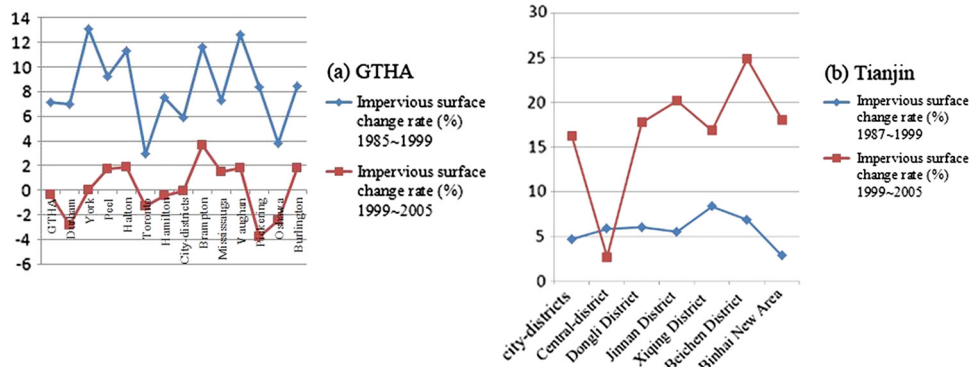 14
12
10
8
6
4
2
0
-2
-4
-6
GTHA
Durham
York
Peel
Halton
Toronto
Hamilton
City-districts
Brampton
Mississauga
Vaughan
Pickering
Oshawa
Burlington
(a) GTHA
Impervious surface
change rate (%)
1985~1999
Impervious surface
change rate (%)
1999~2005
30
25
20
15
10
5
0
city-districts
Central-district
Dongli District
Jinnan District
Xiqing District
Beichen District
Binhai New Area
(b) Tianjin
Impervious surface
change rate (%)
1987~1999
Impervious surface
change rate (%)
1999~2005